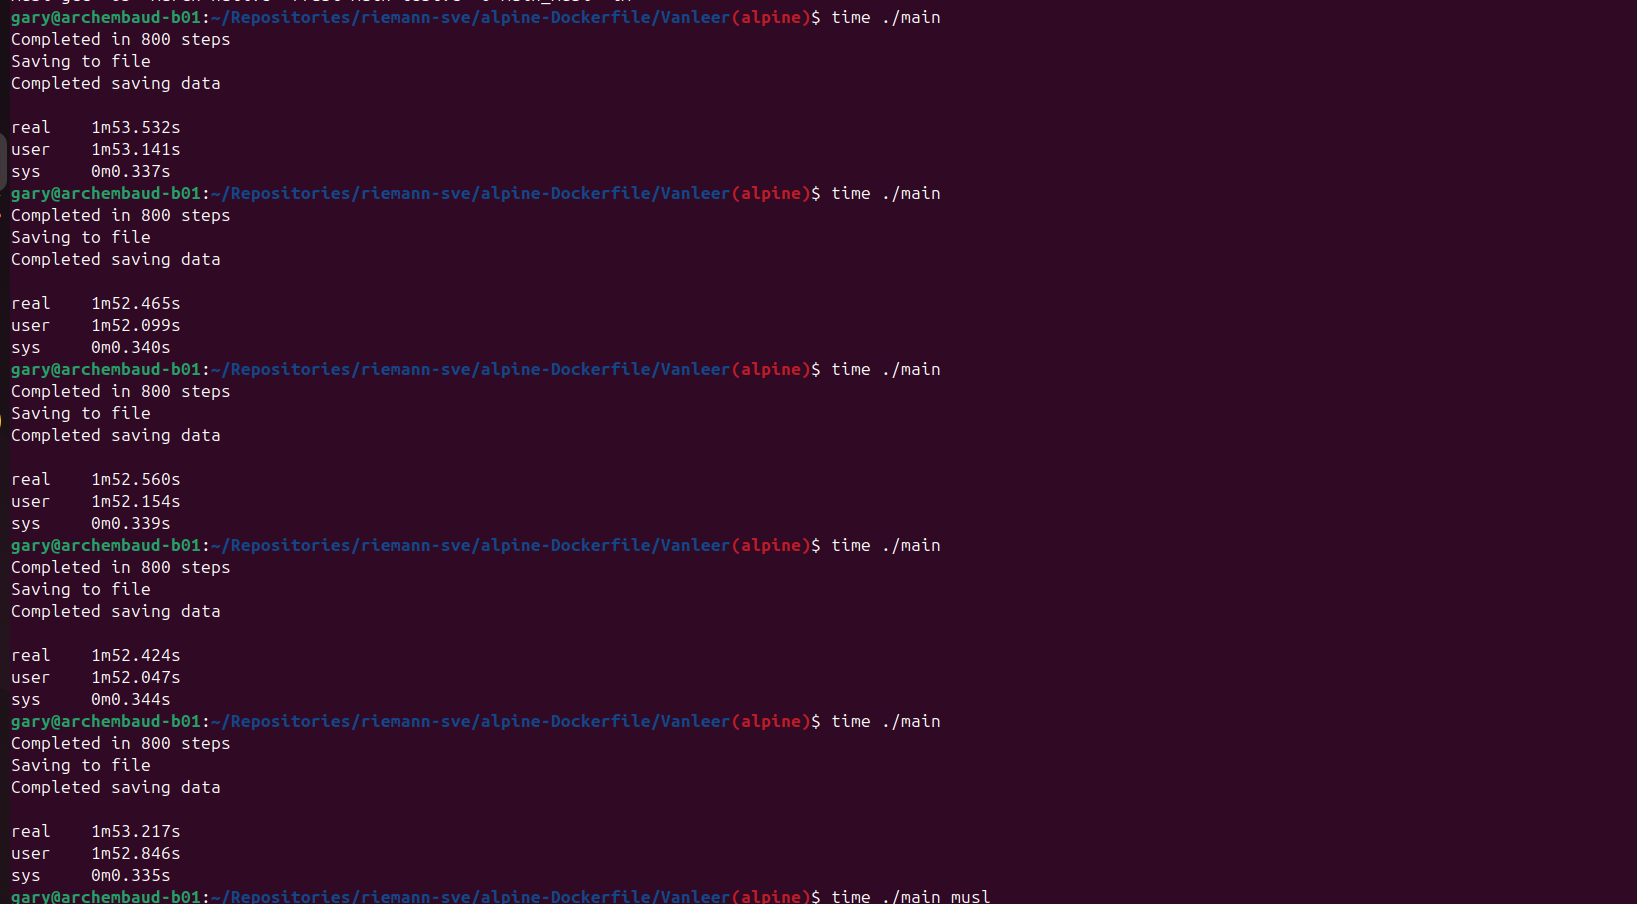 gary@archembaud-b01:~/Repositories/riemann-sve/alpine-Dockerfile/Vanleer(alpine)$ time ./main
Completed in 800 steps
Saving to file
Completed saving data
real 1m53.532s
user 1m53.141s
sys 0m0.337s
gary@archembaud-b01:~/Repositories/riemann-sve/alpine-Dockerfile/Vanleer(alpine)$ time ./main
Completed in 800 steps
Saving to file
Completed saving data
real 1m52.465s
user 1m52.099s
sys 0m0.340s
gary@archembaud-b01:~/Repositories/riemann-sve/alpine-Dockerfile/Vanleer(alpine)$ time ./main
Completed in 800 steps
Saving to file
Completed saving data
real 1m52.560s
user 1m52.154s
sys 0m0.339s
gary@archembaud-b01:~/Repositories/riemann-sve/alpine-Dockerfile/Vanleer(alpine)$ time ./main
Completed in 800 steps
Saving to file
Completed saving data
real 1m52.424s
user 1m52.047s
sys 0m0.344s
gary@archembaud-b01:~/Repositories/riemann-sve/alpine-Dockerfile/Vanleer(alpine)$ time ./main
Completed in 800 steps
Saving to file
Completed saving data
real 1m53.217s
user 1m52.846s
sys 0m0.335s
gary@archembaud-b01:~/Repositories/riemann-sve/alpine-Dockerfile/Vanleer(alpine)$ time ./main musl